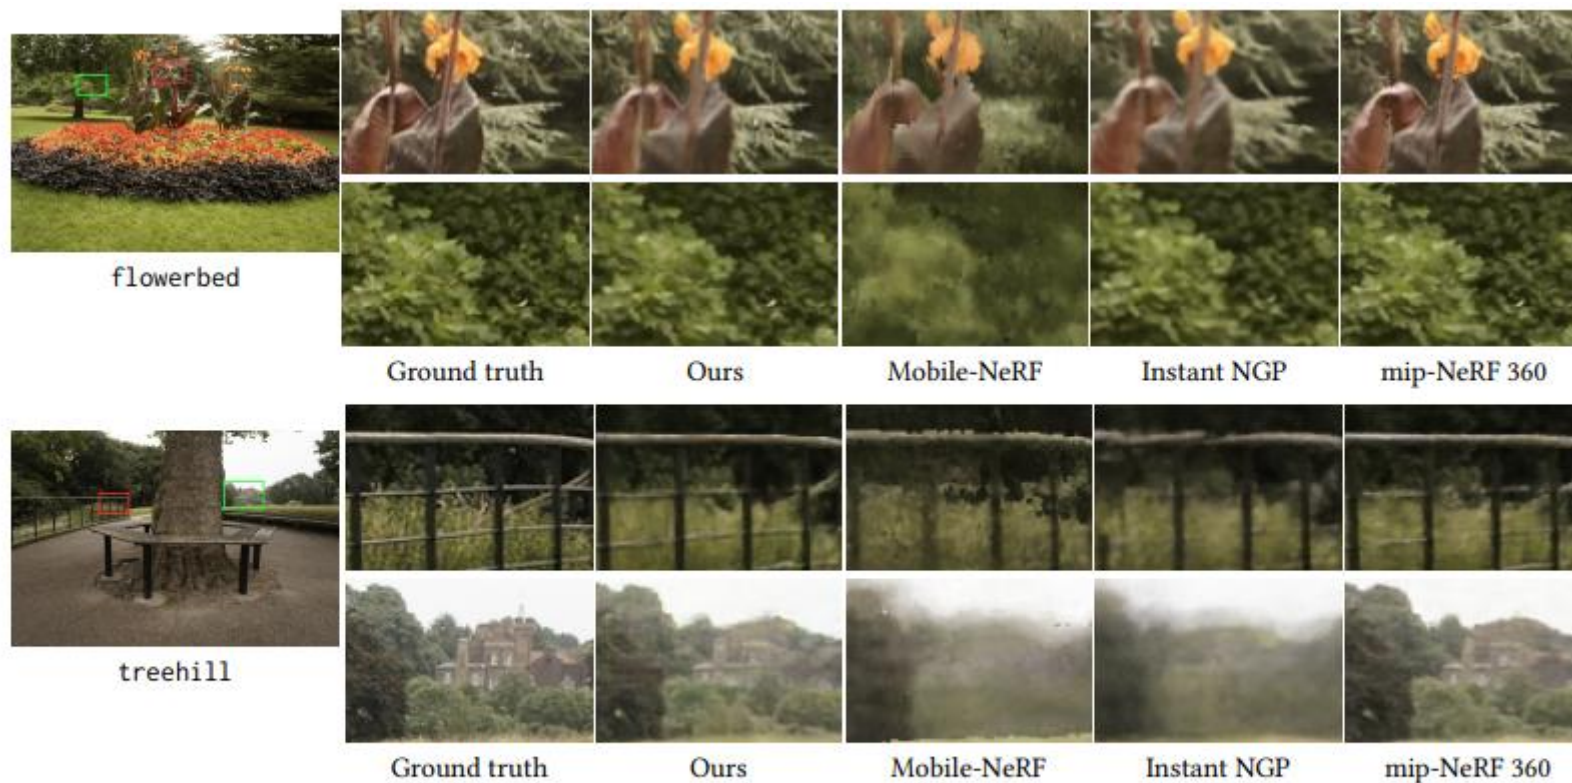 flowerbed
Ground truth Ours Mobile-NeRF Instant NGP mip-NeRF 360
treehill
Ground truth Ours Mobile-NeRF Instant NGP mip-NeRF 360